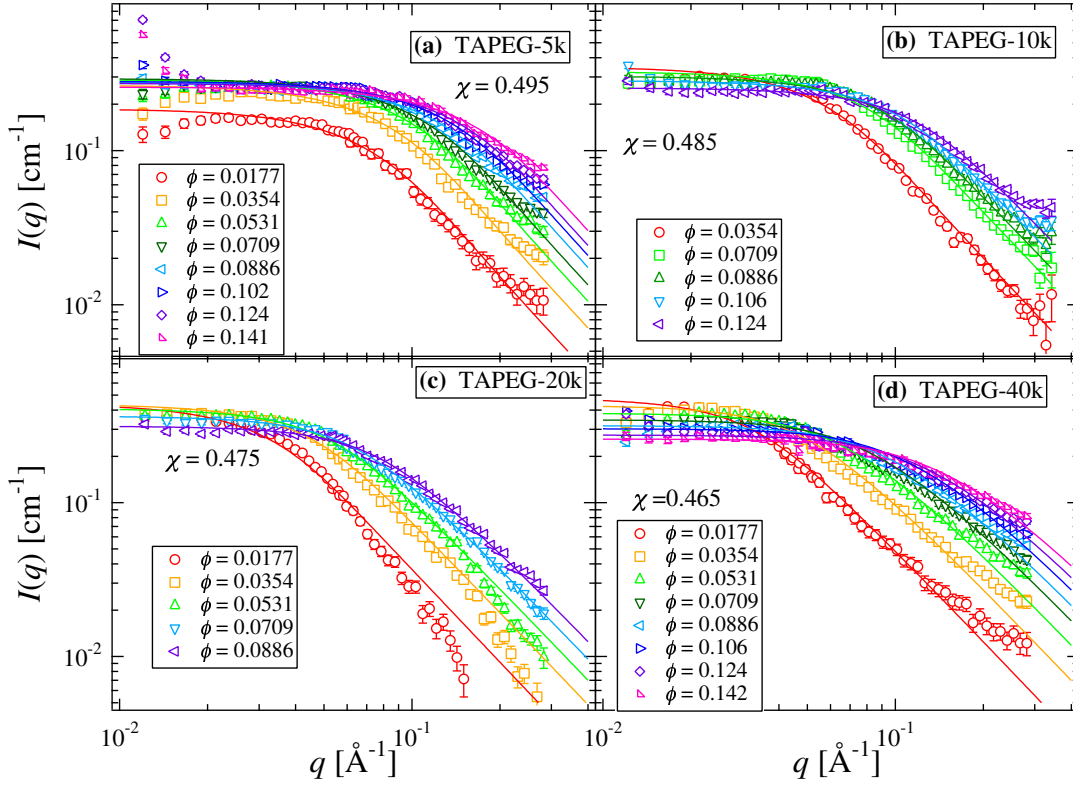 (a) TAPEG-5k
χ = 0.495
I(q) [cm⁻¹]
10⁻¹
10⁻²
ϕ = 0.0177
ϕ = 0.0354
ϕ = 0.0531
ϕ = 0.0709
ϕ = 0.0886
ϕ = 0.102
ϕ = 0.124
ϕ = 0.141
(b) TAPEG-10k
χ = 0.485
ϕ = 0.0354
ϕ = 0.0709
ϕ = 0.0886
ϕ = 0.106
ϕ = 0.124
(c) TAPEG-20k
χ = 0.475
I(q) [cm⁻¹]
10⁻¹
10⁻²
ϕ = 0.0177
ϕ = 0.0354
ϕ = 0.0531
ϕ = 0.0709
ϕ = 0.0886
10⁻² 10⁻¹
q [Å⁻¹]
(d) TAPEG-40k
χ =0.465
ϕ = 0.0177
ϕ = 0.0354
ϕ = 0.0531
ϕ = 0.0709
ϕ = 0.0886
ϕ = 0.106
ϕ = 0.124
ϕ = 0.142
10⁻² 10⁻¹
q [Å⁻¹]